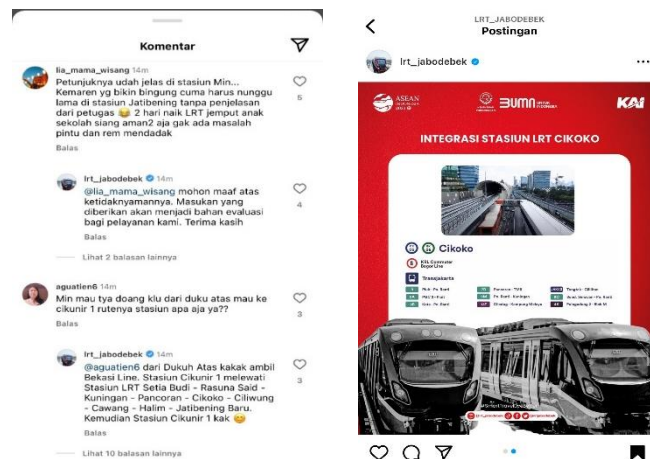 Komentar
lia_mama_wisang 14m
Petunjuknya udah jelas di stasiun Min...
Kemaren yg bikin bingung cuma harus nunggu
lama di stasiun Jatibening tanpa penjelasan
dari petugas 😂 2 hari naik LRT jemput anak
sekolah siang aman2 aja gak ada masalah
pintu dan rem mendadak
5
Balas
lrt_jabodebek 14m
@lia_mama_wisang mohon maaf atas
ketidaknyamannya. Masukan yang
diberikan akan menjadi bahan evaluasi
bagi pelayanan kami. Terima kasih
4
Balas
Lihat 2 balasan lainnya
aguatien6 14m
Min mau tya doang klu dari duku atas mau ke
cikunir 1 rutenya stasiun apa aja ya??
3
Balas
lrt_jabodebek 14m
@aguatien6 dari Dukuh Atas kakak ambil
Bekasi Line. Stasiun Cikunir 1 melewati
Stasiun LRT Setia Budi - Rasuna Said -
Kuningan - Pancoran - Cikoko - Ciliwung
- Cawang - Halim - Jatibening Baru.
Kemudian Stasiun Cikunir 1 kak 😊
3
Balas
Lihat 10 balasan lainnya
LRT_JABODEBEK
Postingan
lrt_jabodebek
ASEAN
BUMN
KAI
INTEGRASI STASIUN LRT CIKOKO
Cikoko
KRL Commuter
Bogor Line
Transjakarta